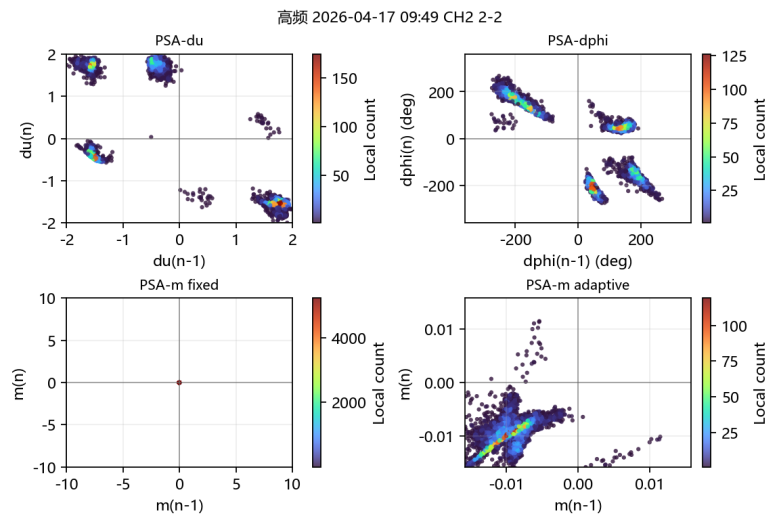 高频 2026-04-17 09:49 CH2 2-2
PSA-du
du(n)
2
1
0
-1
-2
-2
-1
0
1
2
du(n-1)
150
100
50
Local count
PSA-dphi
dphi(n) (deg)
200
0
-200
-200
0
200
dphi(n-1) (deg)
125
100
75
50
25
Local count
PSA-m fixed
m(n)
10
5
0
-5
-10
-10
-5
0
5
10
m(n-1)
4000
2000
Local count
PSA-m adaptive
m(n)
0.01
0.00
-0.01
-0.01
0.00
0.01
m(n-1)
100
75
50
25
Local count